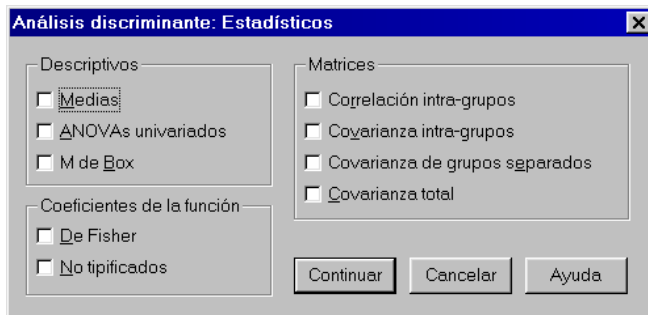 Análisis discriminante: Estadísticos
Descriptivos
Medias
ANOVAs univariados
M de Box
Coeficientes de la función
De Fisher
No tipificados
Matrices
Correlación intra-grupos
Covarianza intra-grupos
Covarianza de grupos separados
Covarianza total
Continuar
Cancelar
Ayuda